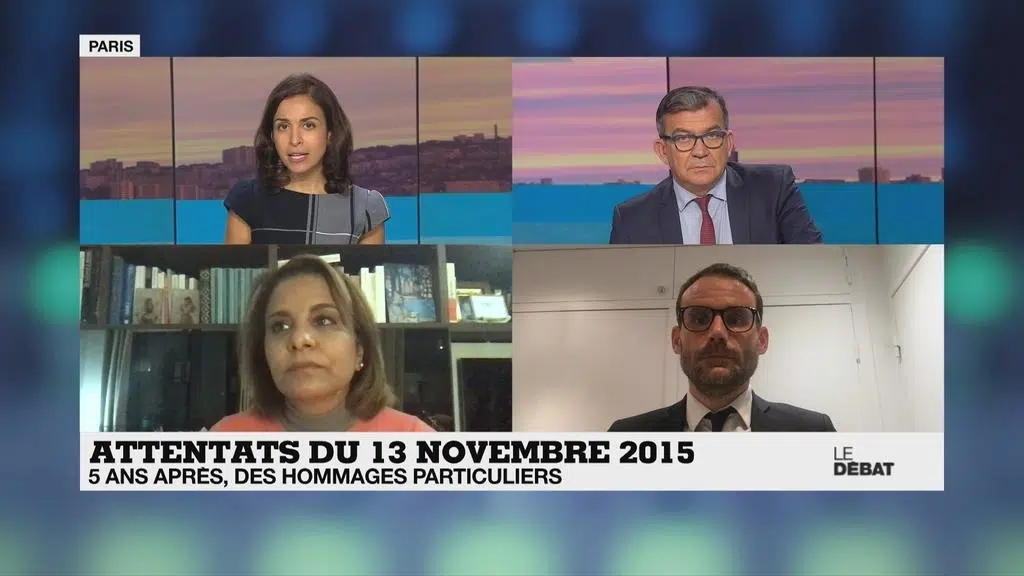 PARIS
ATTENTATS DU 13 NOVEMBRE 2015
5 ANS APRÈS, DES HOMMAGES PARTICULIERS
LE
DÉBAT